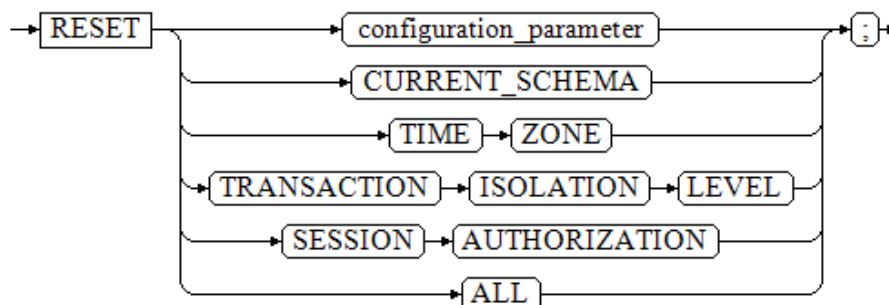 RESET configuration_parameter ;
CURRENT_SCHEMA
TIME ZONE
TRANSACTION ISOLATION LEVEL
SESSION AUTHORIZATION
ALL